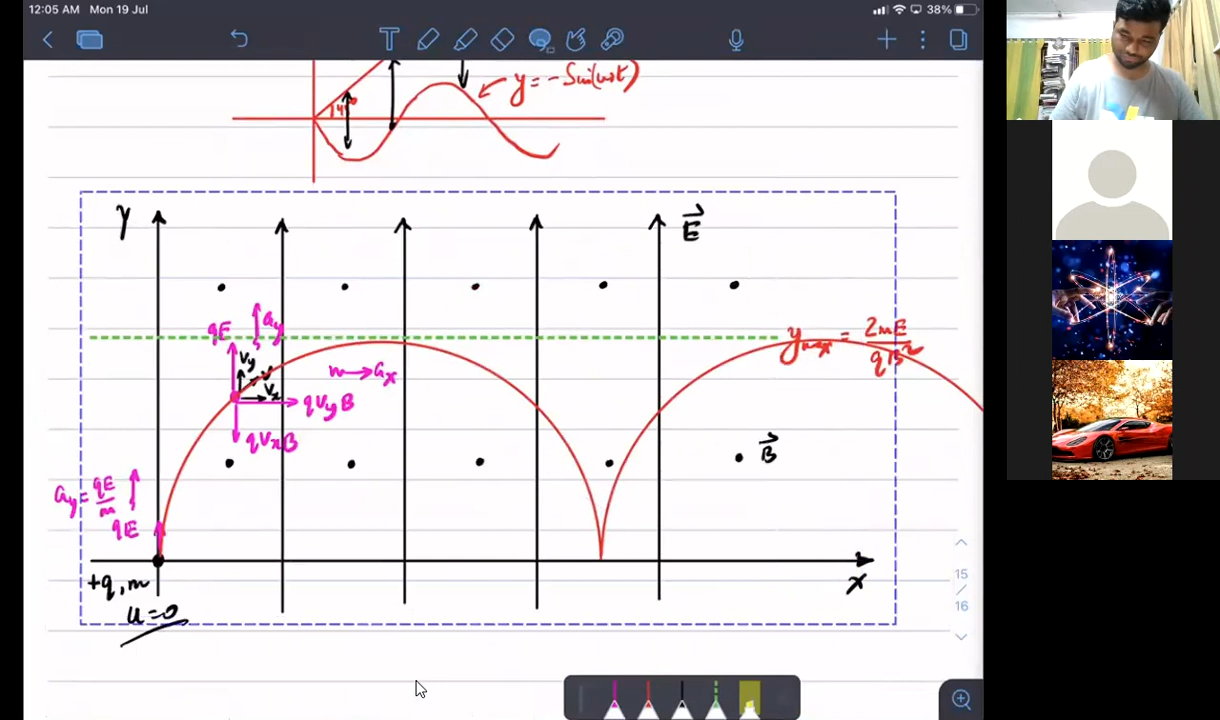 12:05 AM Mon 19 Jul
38%
y = -Sin(ωt)
Y
E
qE
ay
vy
v
vx
ax
qVyB
qVxB
ymax = 2mE/qB²
B
ay = qE/m
qE
+q, m
u=0
x
15
/
16
T